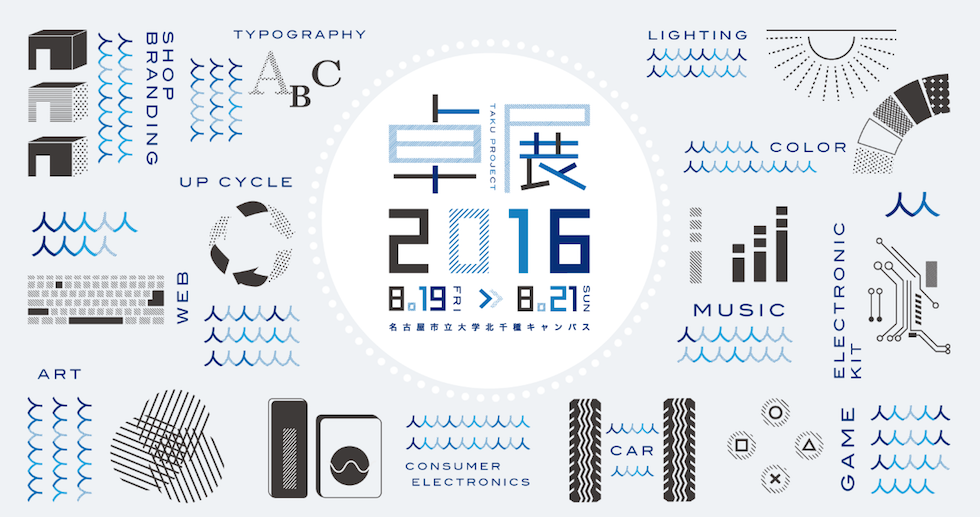 SHOP
BRANDING
TYPOGRAPHY
ABC
LIGHTING
COLOR
UP CYCLE
卓展
TAKU PROJECT
2016
8.19 FRI 8.21 SUN
名古屋市立大学北千種キャンパス
WEB
MUSIC
ELECTRONIC
KIT
ART
CONSUMER
ELECTRONICS
CAR
GAME